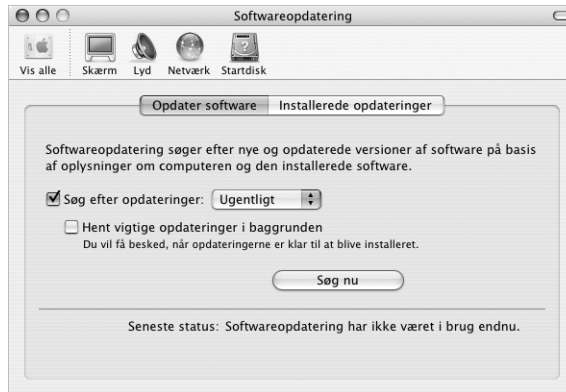 Softwareopdatering
Vis alle
Skærm
Lyd
Netværk
Startdisk
Opdater software
Installerede opdateringer
Softwareopdatering søger efter nye og opdaterede versioner af software på basis
af oplysninger om computeren og den installerede software.
Søg efter opdateringer:
Ugentligt
Hent vigtige opdateringer i baggrunden
Du vil få besked, når opdateringerne er klar til at blive installeret.
Søg nu
Seneste status: Softwareopdatering har ikke været i brug endnu.